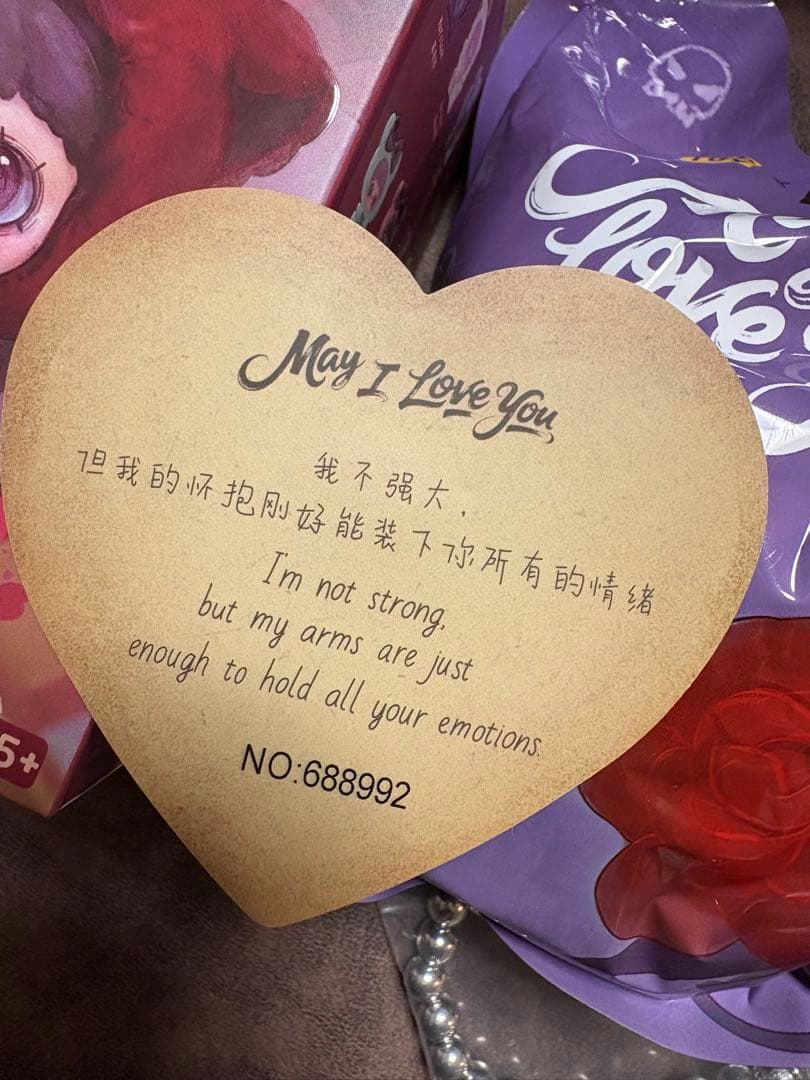 May I Love You
我不强大，
但我的怀抱刚好能装下你所有的情绪
I'm not strong,
but my arms are just
enough to hold all your emotions.
NO:688992
Love
5+